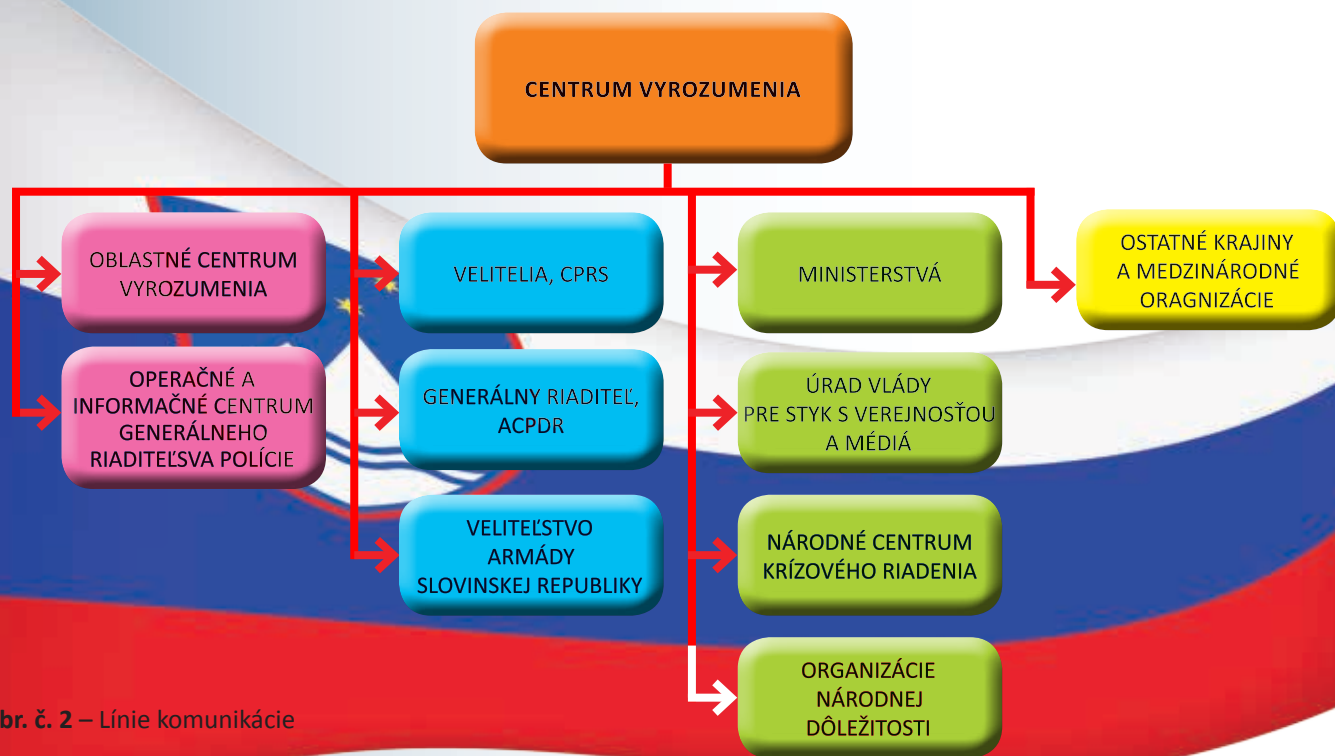 CENTRUM VYROZUMENIA
OBLASTNÉ CENTRUM
VYROZUMENIA
OPERAČNÉ A
INFORMAČNÉ CENTRUM
GENERÁLNEHO
RIADITEĽSVA POLÍCIE
VELITELIA, CPRS
GENERÁLNY RIADITEĽ,
ACPDR
VELITEĽSTVO
ARMÁDY
SLOVINSKEJ REPUBLIKY
MINISTERSTVÁ
ÚRAD VLÁDY
PRE STYK S VEREJNOSŤOU
A MÉDIÁ
NÁRODNÉ CENTRUM
KRÍZOVÉHO RIADENIA
ORGANIZÁCIE
NÁRODNEJ
DÔLEŽITOSTI
OSTATNÉ KRAJINY
A MEDZINÁRODNÉ
ORAGNIZÁCIE
br. č. 2 – Línie komunikácie